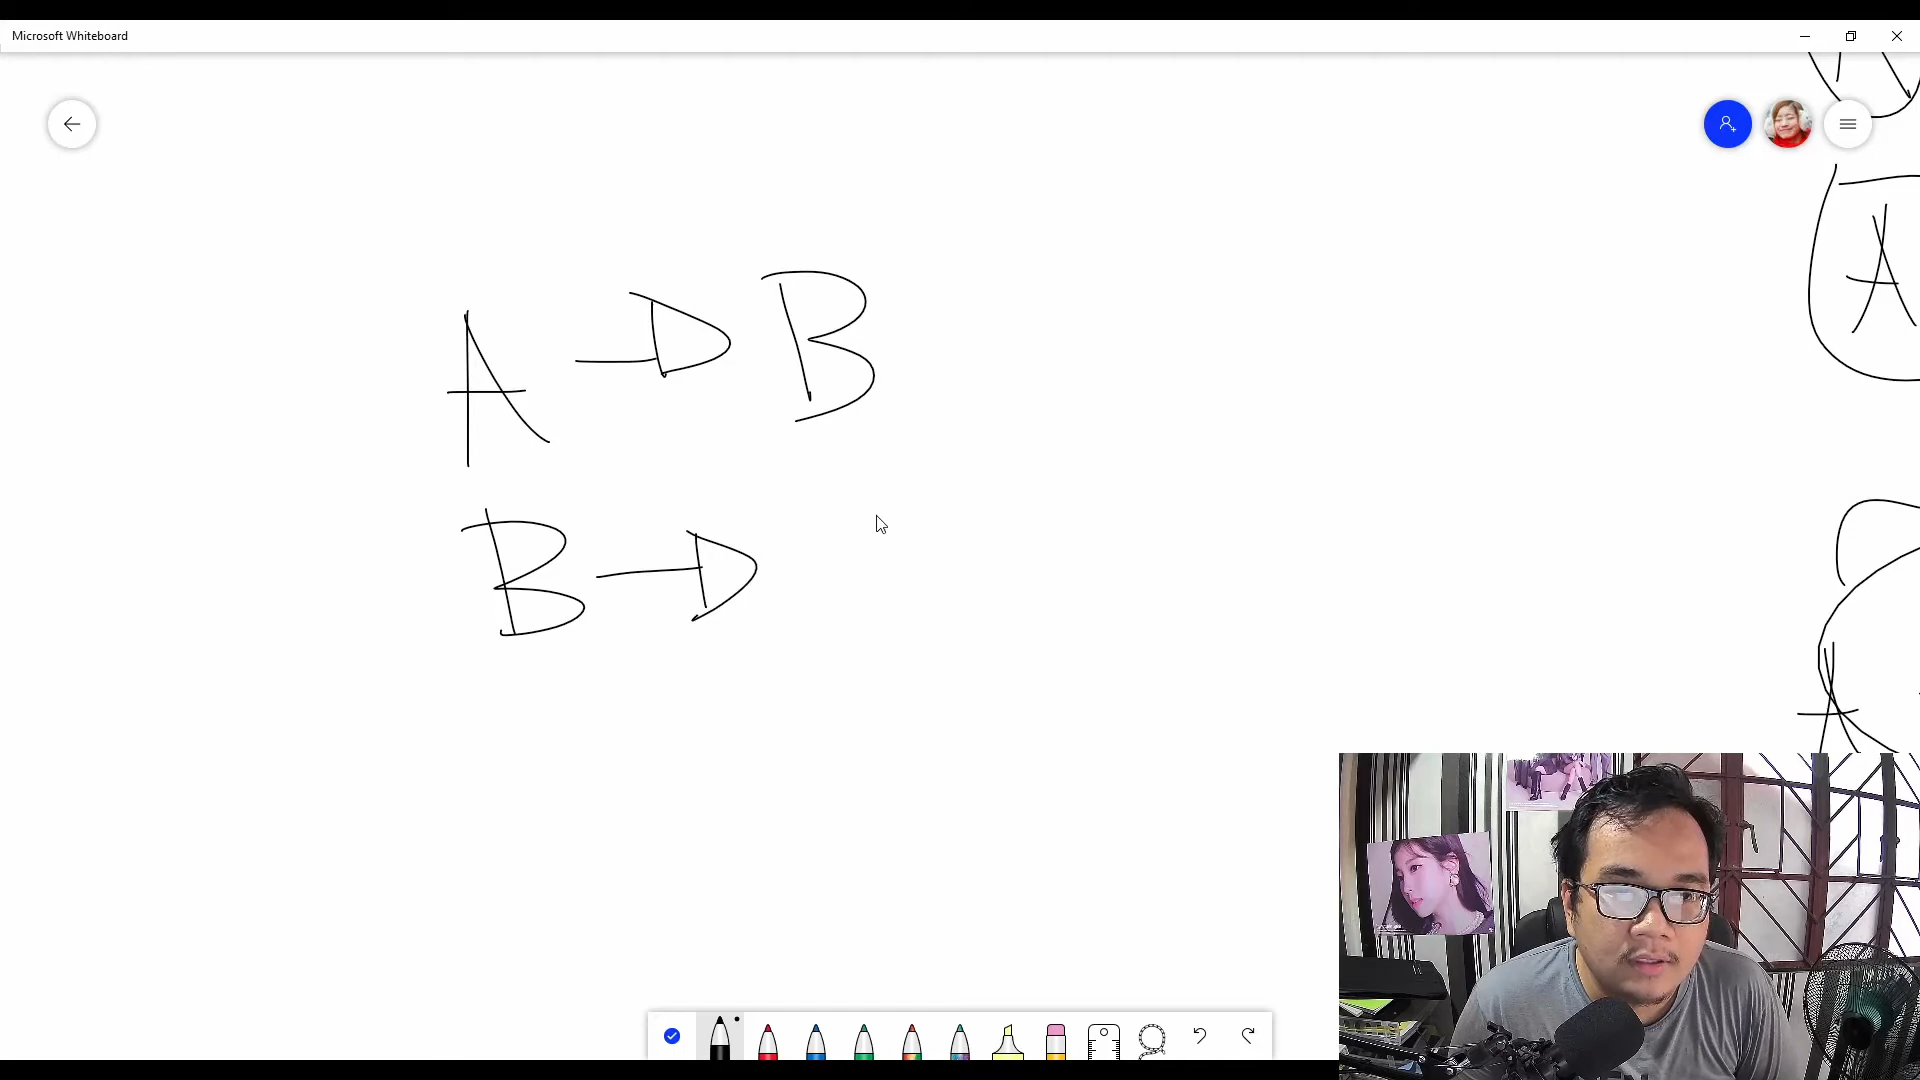 Microsoft Whiteboard
A → B
A
B →
A